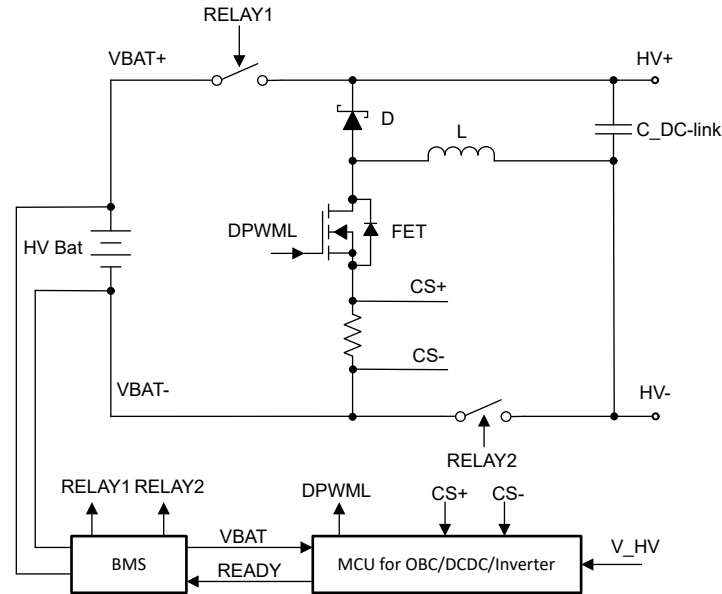 RELAY1
VBAT+
HV+
D
C_DC-link
L
DPWML
FET
HV Bat
CS+
CS-
VBAT-
HV-
RELAY2
RELAY1 RELAY2
DPWML
CS+ CS-
VBAT
V_HV
BMS
MCU for OBC/DCDC/Inverter
READY